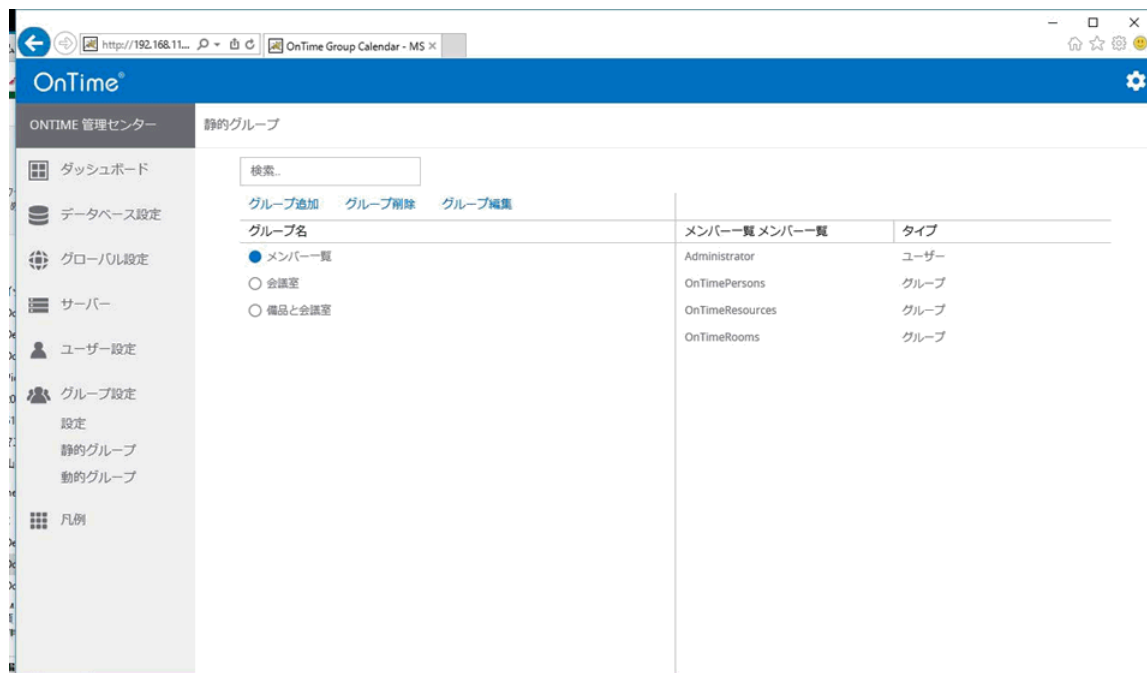 http://192.168.11...
OnTime Group Calendar - MS
OnTime®
ONTIME 管理センター
静的グループ
ダッシュボード
データベース設定
グローバル設定
サーバー
ユーザー設定
グループ設定
設定
静的グループ
動的グループ
凡例
検索..
グループ追加 グループ削除 グループ編集
グループ名
メンバー一覧
会議室
備品と会議室
メンバー一覧 メンバー一覧 タイプ
Administrator ユーザー
OnTimePersons グループ
OnTimeResources グループ
OnTimeRooms グループ